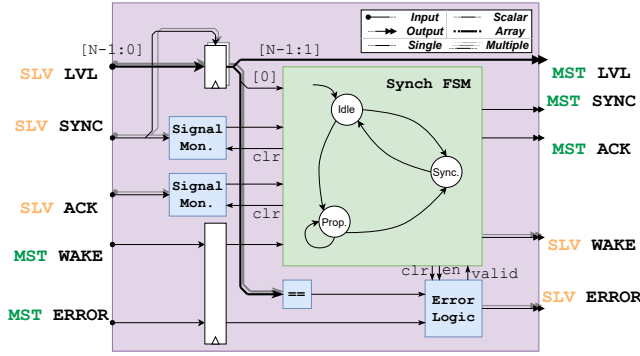 Input
Scalar
Output
Array
Single
Multiple
[N-1:0]
[N-1:1]
SLV LVL
MST LVL
[0]
Synch FSM
Idle
MST SYNC
SLV SYNC
Signal
Mon.
clr
MST ACK
Sync.
Signal
Mon.
clr
SLV ACK
Prop.
MST WAKE
SLV WAKE
clr
en
valid
==
Error
Logic
SLV ERROR
MST ERROR